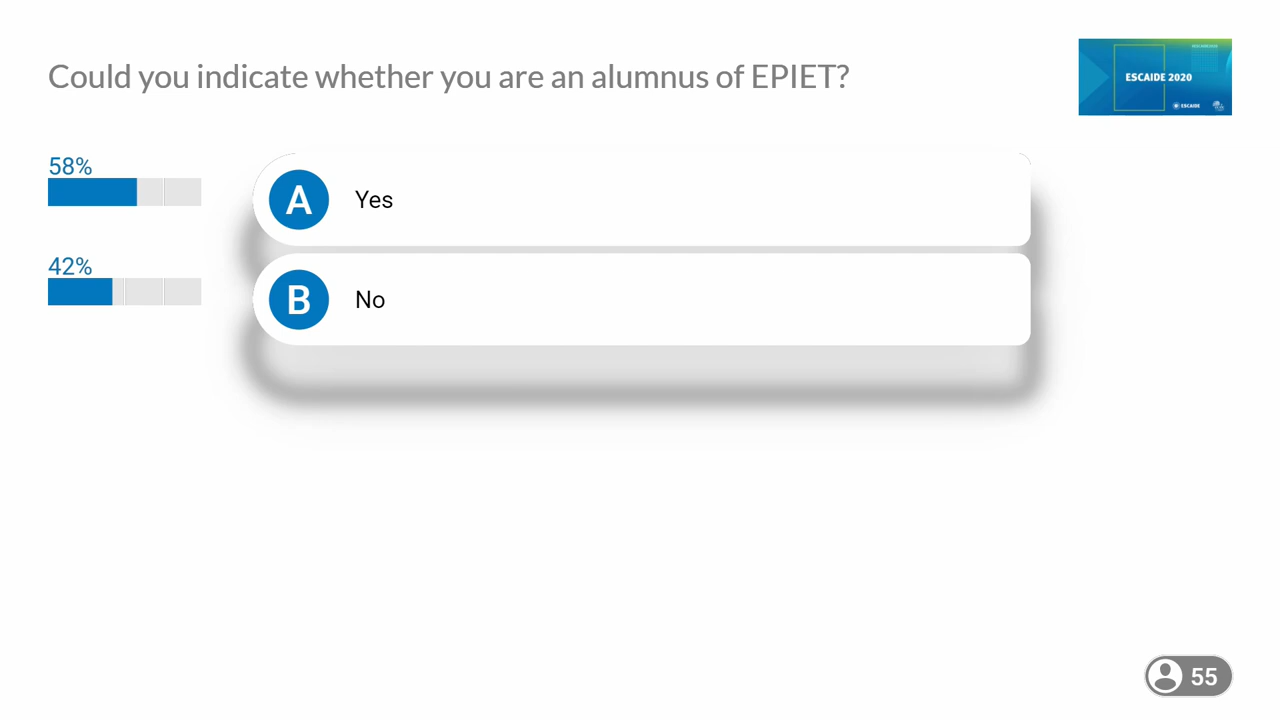 Could you indicate whether you are an alumnus of EPIET?
ESCAIDE 2020
ESCAIDE
58%
A Yes
42%
B No
55